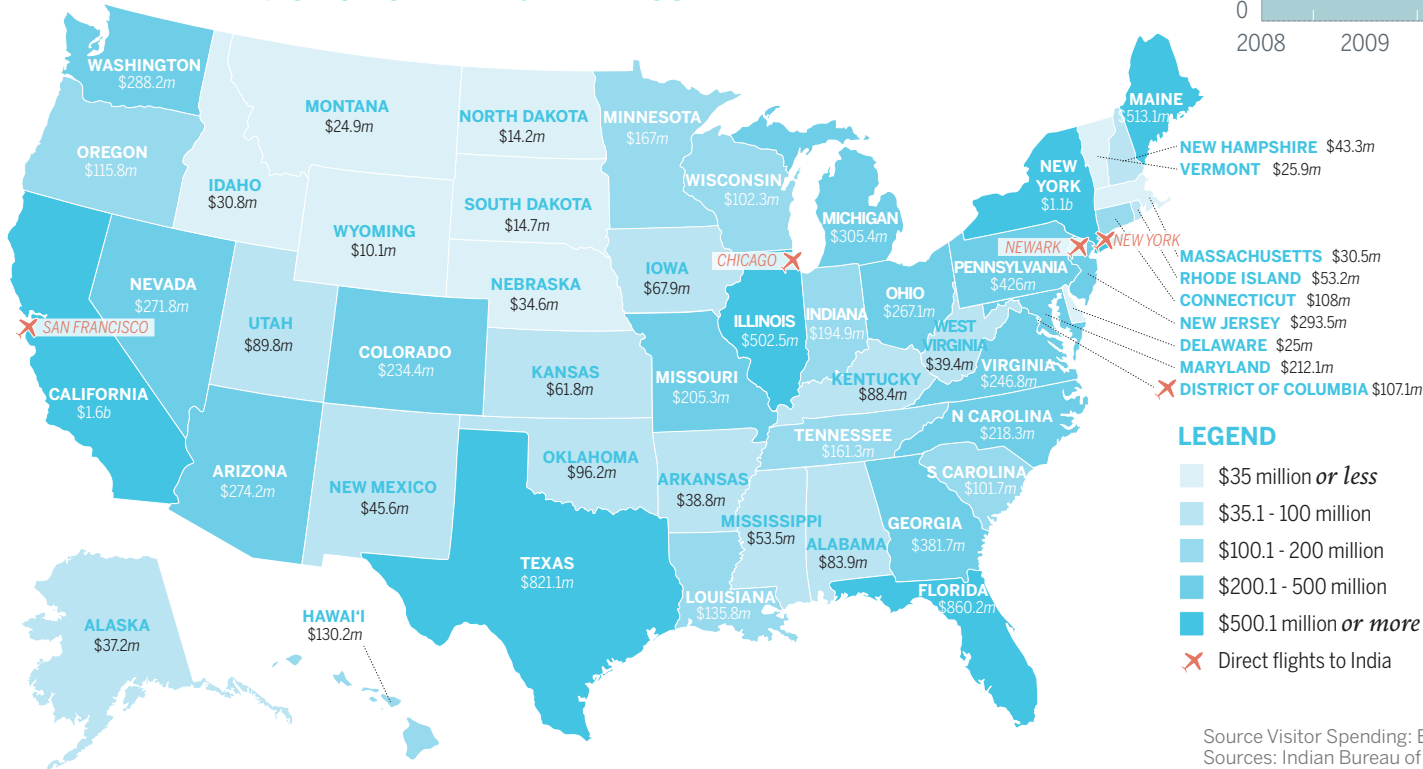 0
2008 2009
WASHINGTON
$288.2m
OREGON
$115.8m
IDAHO
$30.8m
MONTANA
$24.9m
NORTH DAKOTA
$14.2m
MINNESOTA
$167m
SOUTH DAKOTA
$14.7m
WYOMING
$10.1m
WISCONSIN
$102.3m
MICHIGAN
$305.4m
NEW
YORK
$1.1b
MAINE
$513.1m
NEW HAMPSHIRE $43.3m
VERMONT $25.9m
NEWARK
NEW YORK
MASSACHUSETTS $30.5m
RHODE ISLAND $53.2m
CONNECTICUT $108m
NEW JERSEY $293.5m
DELAWARE $25m
MARYLAND $212.1m
DISTRICT OF COLUMBIA $107.1m
NEVADA
$271.8m
SAN FRANCISCO
CALIFORNIA
$1.6b
UTAH
$89.8m
COLORADO
$234.4m
NEBRASKA
$34.6m
IOWA
$67.9m
CHICAGO
ILLINOIS
$502.5m
INDIANA
$194.9m
OHIO
$267.1m
PENNSYLVANIA
$426m
WEST
VIRGINIA
$39.4m
VIRGINIA
$246.8m
KANSAS
$61.8m
MISSOURI
$205.3m
KENTUCKY
$88.4m
N CAROLINA
$218.3m
TENNESSEE
$161.3m
S CAROLINA
$101.7m
ARIZONA
$274.2m
NEW MEXICO
$45.6m
OKLAHOMA
$96.2m
ARKANSAS
$38.8m
MISSISSIPPI
$53.5m
ALABAMA
$83.9m
GEORGIA
$381.7m
TEXAS
$821.1m
LOUISIANA
$135.8m
FLORIDA
$860.2m
ALASKA
$37.2m
HAWAI‘I
$130.2m
LEGEND
$35 million or less
$35.1 - 100 million
$100.1 - 200 million
$200.1 - 500 million
$500.1 million or more
Direct flights to India
Source Visitor Spending:
Sources: Indian Bureau of